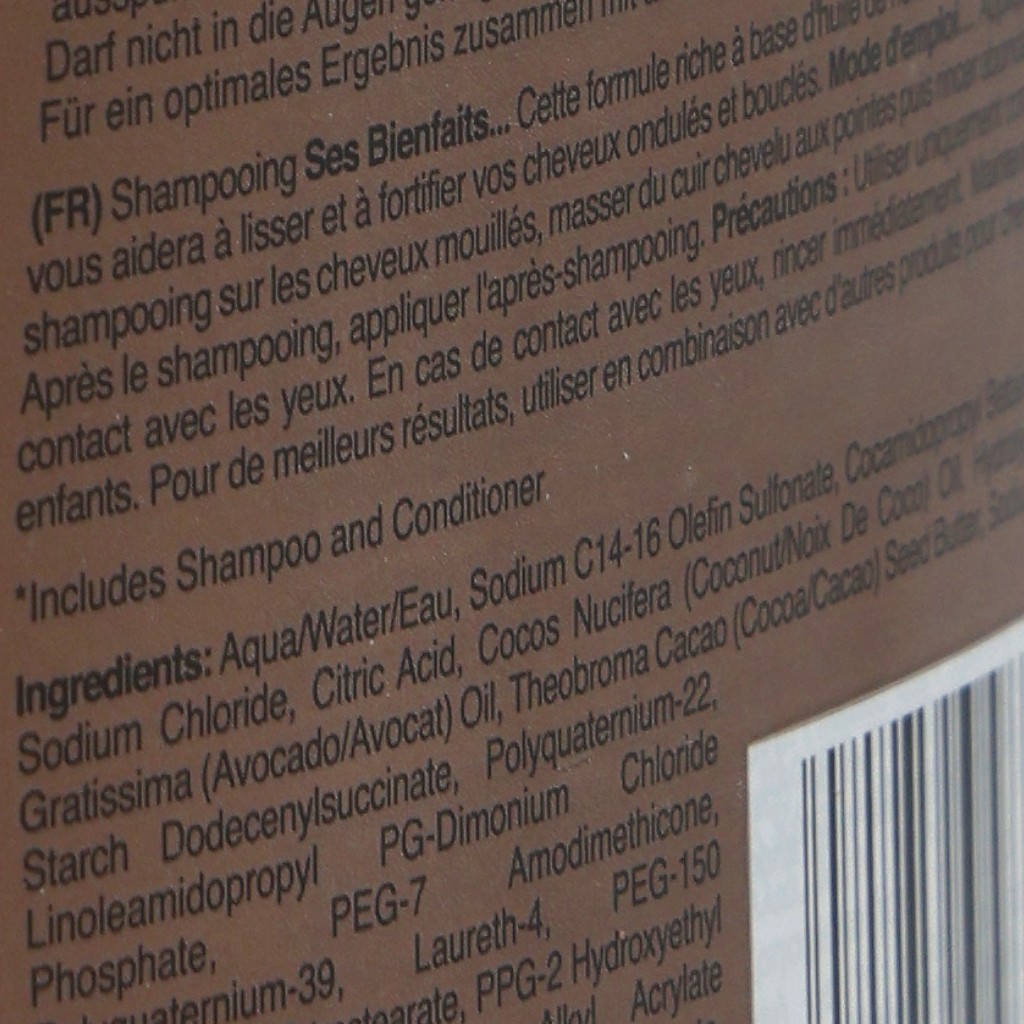 Darf nicht in die Augen
Für ein optimales Ergebnis zusammen mit
(FR) Shampooing Ses Bienfaits... Cette formule riche à base d'huile de
vous aidera à lisser et à fortifier vos cheveux ondulés et bouclés. Mode d'emploi...
shampooing sur les cheveux mouillés, masser du cuir chevelu aux pointes puis rincer
Après le shampooing, appliquer l'après-shampooing. Précautions : Utiliser uniquement
contact avec les yeux. En cas de contact avec les yeux, rincer immédiatement.
enfants. Pour de meilleurs résultats, utiliser en combinaison avec d'autres produits pour
*Includes Shampoo and Conditioner
Ingredients: Aqua/Water/Eau, Sodium C14-16 Olefin Sulfonate, Cocamidopropyl
Sodium Chloride, Citric Acid, Cocos Nucifera (Coconut/Noix De Coco) Oil,
Gratissima (Avocado/Avocat) Oil, Theobroma Cacao (Cocoa/Cacao) Seed Butter,
Starch Dodecenylsuccinate, Polyquaternium-22,
Linoleamidopropyl PG-Dimonium Chloride
Phosphate, PEG-7 Amodimethicone,
Laureth-4, PEG-150
PPG-2 Hydroxyethyl
Acrylate